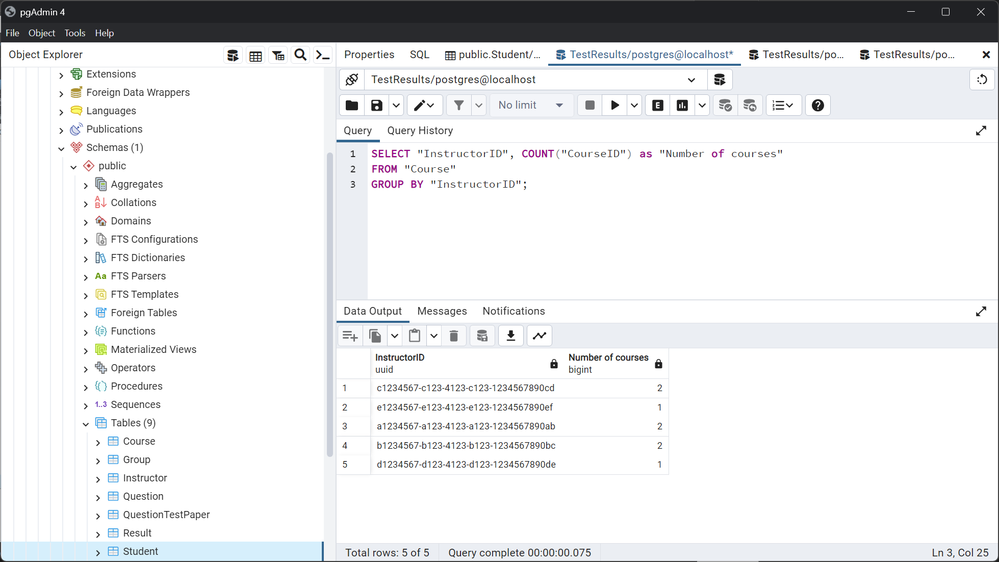 pgAdmin 4
File Object Tools Help
Object Explorer
Extensions
Foreign Data Wrappers
Languages
Publications
Schemas (1)
public
Aggregates
Collations
Domains
FTS Configurations
FTS Dictionaries
Aa FTS Parsers
FTS Templates
Foreign Tables
Functions
Materialized Views
Operators
Procedures
1..3 Sequences
Tables (9)
Course
Group
Instructor
Question
QuestionTestPaper
Result
Student
Properties SQL public.Student/... TestResults/postgres@localhost* TestResults/po... TestResults/po...
TestResults/postgres@localhost
No limit
Query Query History
1 SELECT "InstructorID", COUNT("CourseID") as "Number of courses"
2 FROM "Course"
3 GROUP BY "InstructorID";
Data Output Messages Notifications
InstructorID Number of courses
uuid bigint
1 c1234567-c123-4123-c123-1234567890cd 2
2 e1234567-e123-4123-e123-1234567890ef 1
3 a1234567-a123-4123-a123-1234567890ab 2
4 b1234567-b123-4123-b123-1234567890bc 2
5 d1234567-d123-4123-d123-1234567890de 1
Total rows: 5 of 5 Query complete 00:00:00.075 Ln 3, Col 25